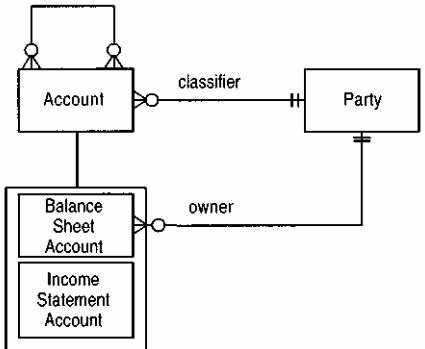 classifier
Account
Party
Balance
Sheet
Account
owner
Income
Statement
Account